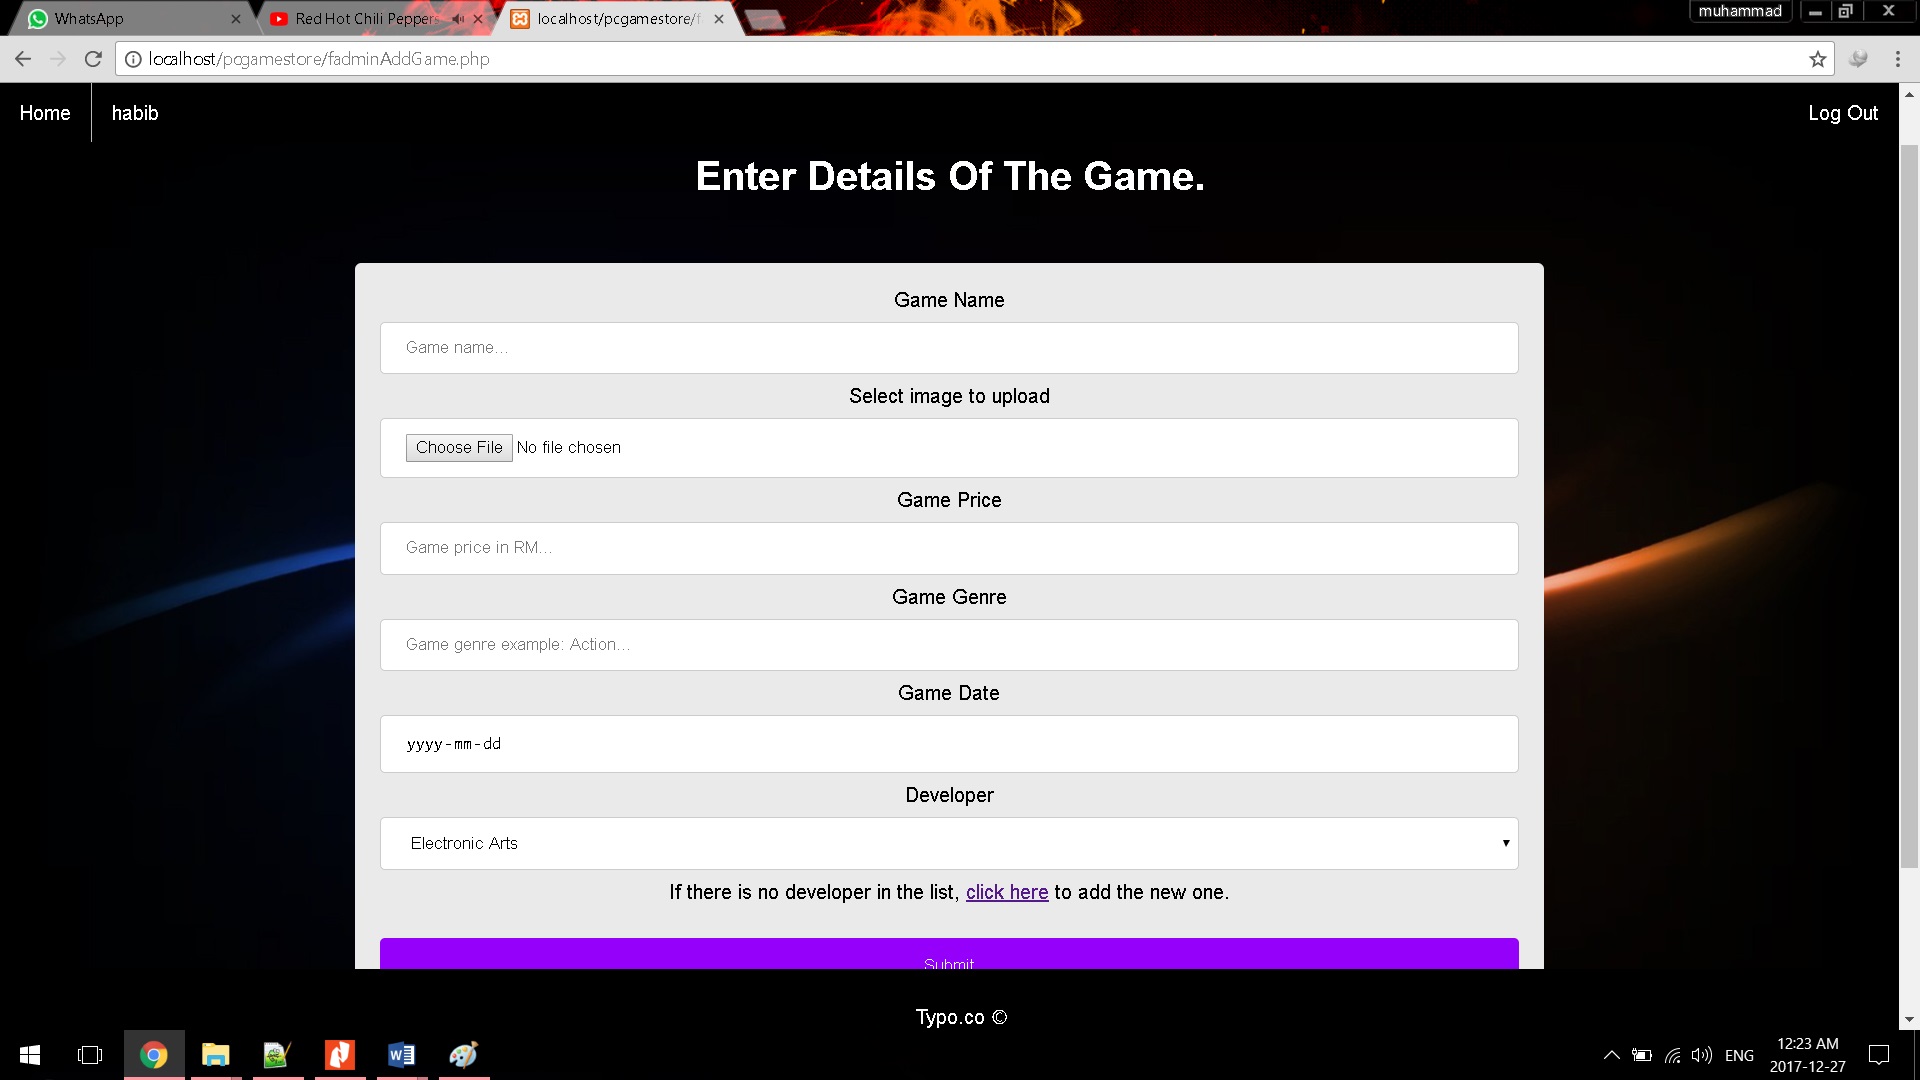 WhatsApp
Red Hot Chili Peppers
localhost/pcgamestore/f
muhammad
localhost/pcgamestore/fadminAddGame.php
Home
habib
Log Out
Enter Details Of The Game.
Game Name
Game name...
Select image to upload
Choose File No file chosen
Game Price
Game price in RM...
Game Genre
Game genre example: Action...
Game Date
yyyy-mm-dd
Developer
Electronic Arts
If there is no developer in the list, click here to add the new one.
Submit
Typo.co ©
ENG
12:23 AM
2017-12-27